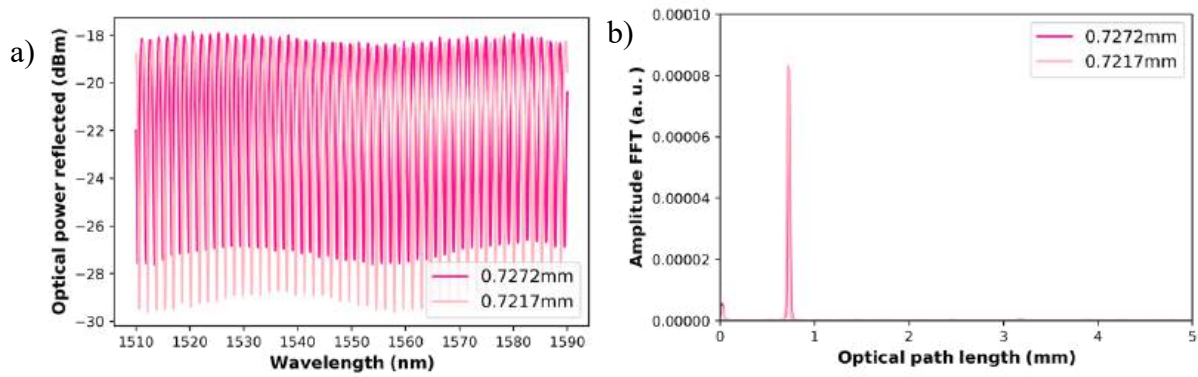 a)
Optical power reflected (dBm)
−18
−20
−22
−24
−26
−28
−30
0.7272mm
0.7217mm
1510
1520
1530
1540
1550
1560
1570
1580
1590
Wavelength (nm)
b)
Amplitude FFT (a. u. )
0.00010
0.00008
0.00006
0.00004
0.00002
0.00000
0.7272mm
0.7217mm
0
1
2
3
4
5
Optical path length (mm)